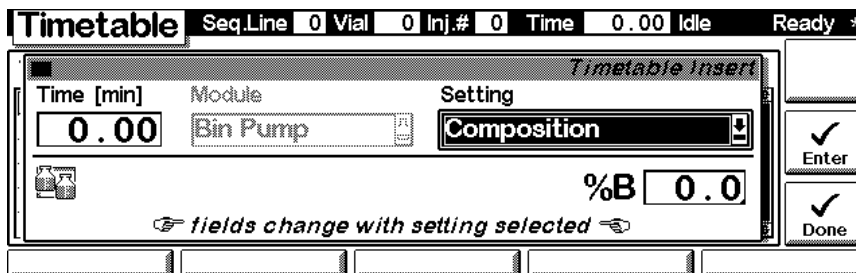 Timetable Seq.Line 0 Vial 0 Inj.# 0 Time 0.00 Idle Ready *
Timetable Insert
Time [min] Module Setting
0.00 Bin Pump Composition
Enter
%B 0.0
fields change with setting selected
Done